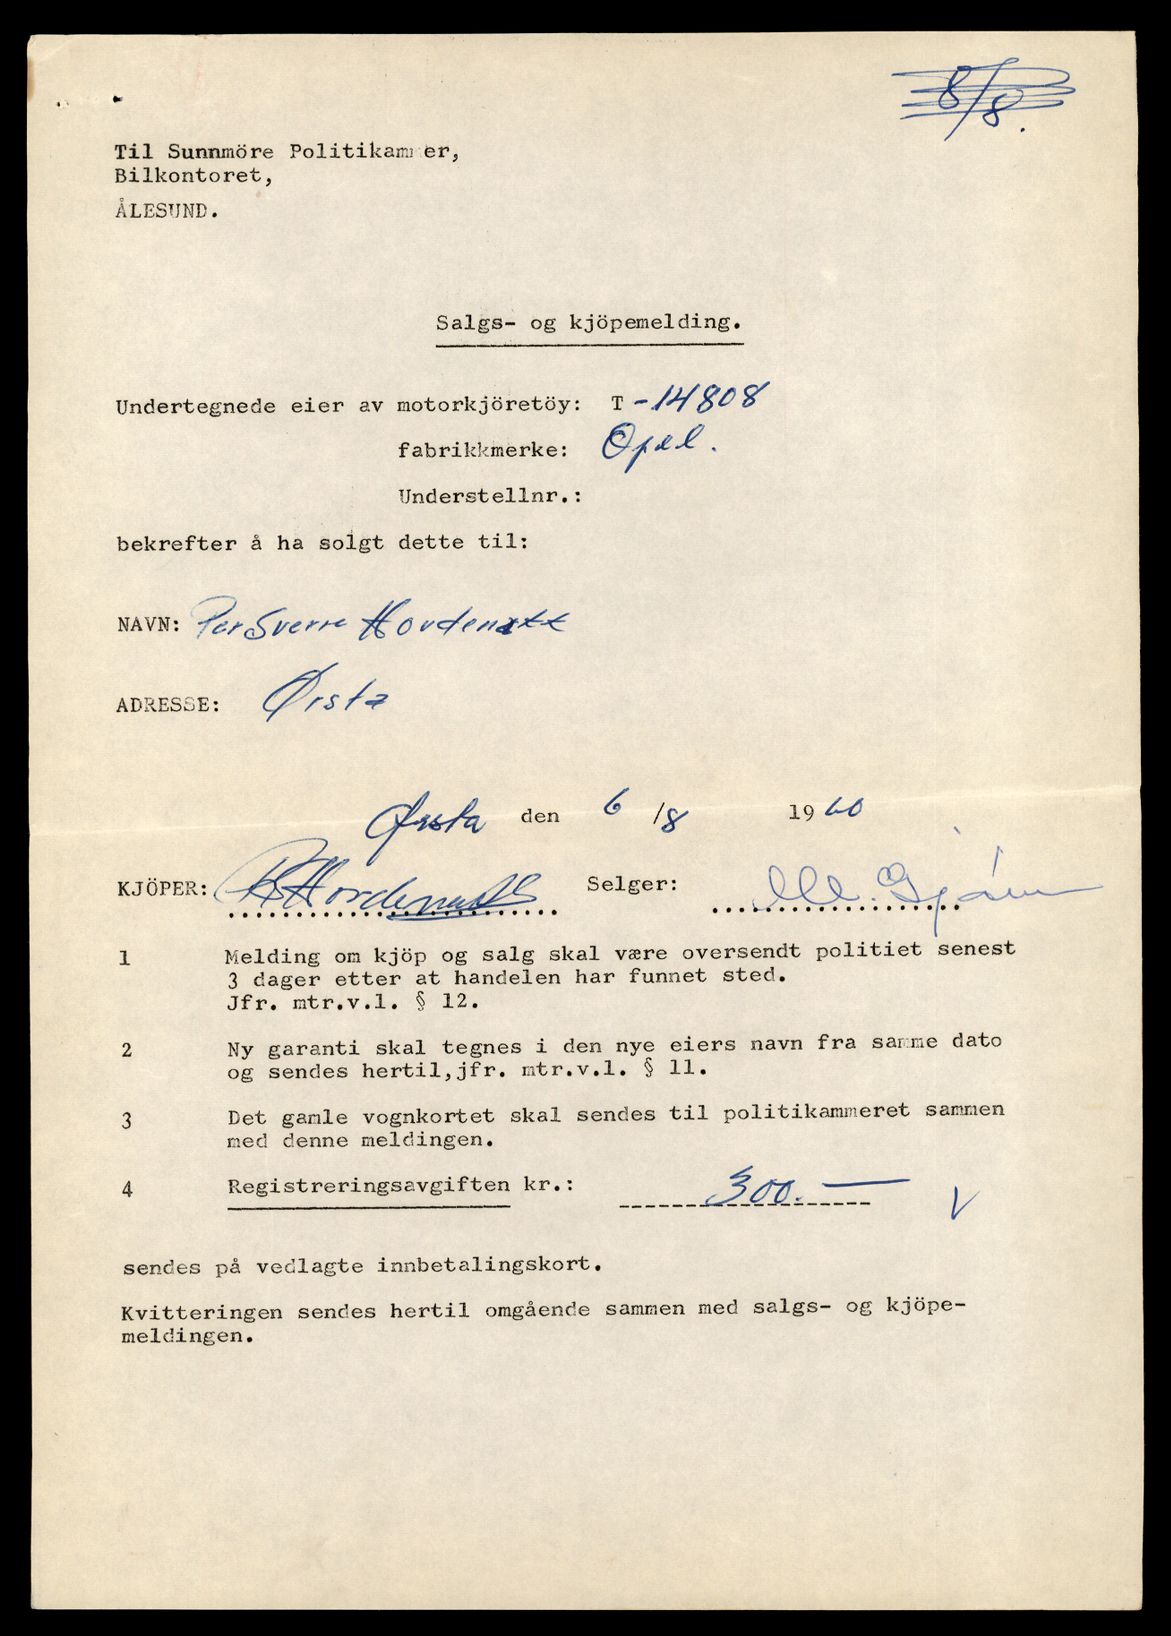 8/8.
Til Sunnmöre Politikammer,
Bilkontoret,
ÅLESUND.
Salgs- og kjöpemelding.
Undertegnede eier av motorkjöretöy: T -14808
fabrikkmerke: Opel.
Understellnr.:
bekrefter å ha solgt dette til:
NAVN: Per Sverre Hovdenakk
ADRESSE: Ørsta
Ørsta den 6/8 1960
KJÖPER: P S Hovdenakk Selger:
1 Melding om kjöp og salg skal være oversendt politiet senest
3 dager etter at handelen har funnet sted.
Jfr. mtr.v.l. § 12.
2 Ny garanti skal tegnes i den nye eiers navn fra samme dato
og sendes hertil, jfr. mtr.v.l. § 11.
3 Det gamle vognkortet skal sendes til politikammeret sammen
med denne meldingen.
4 Registreringsavgiften kr.: 300.— V
sendes på vedlagte innbetalingskort.
Kvitteringen sendes hertil omgående sammen med salgs- og kjöpe-
meldingen.